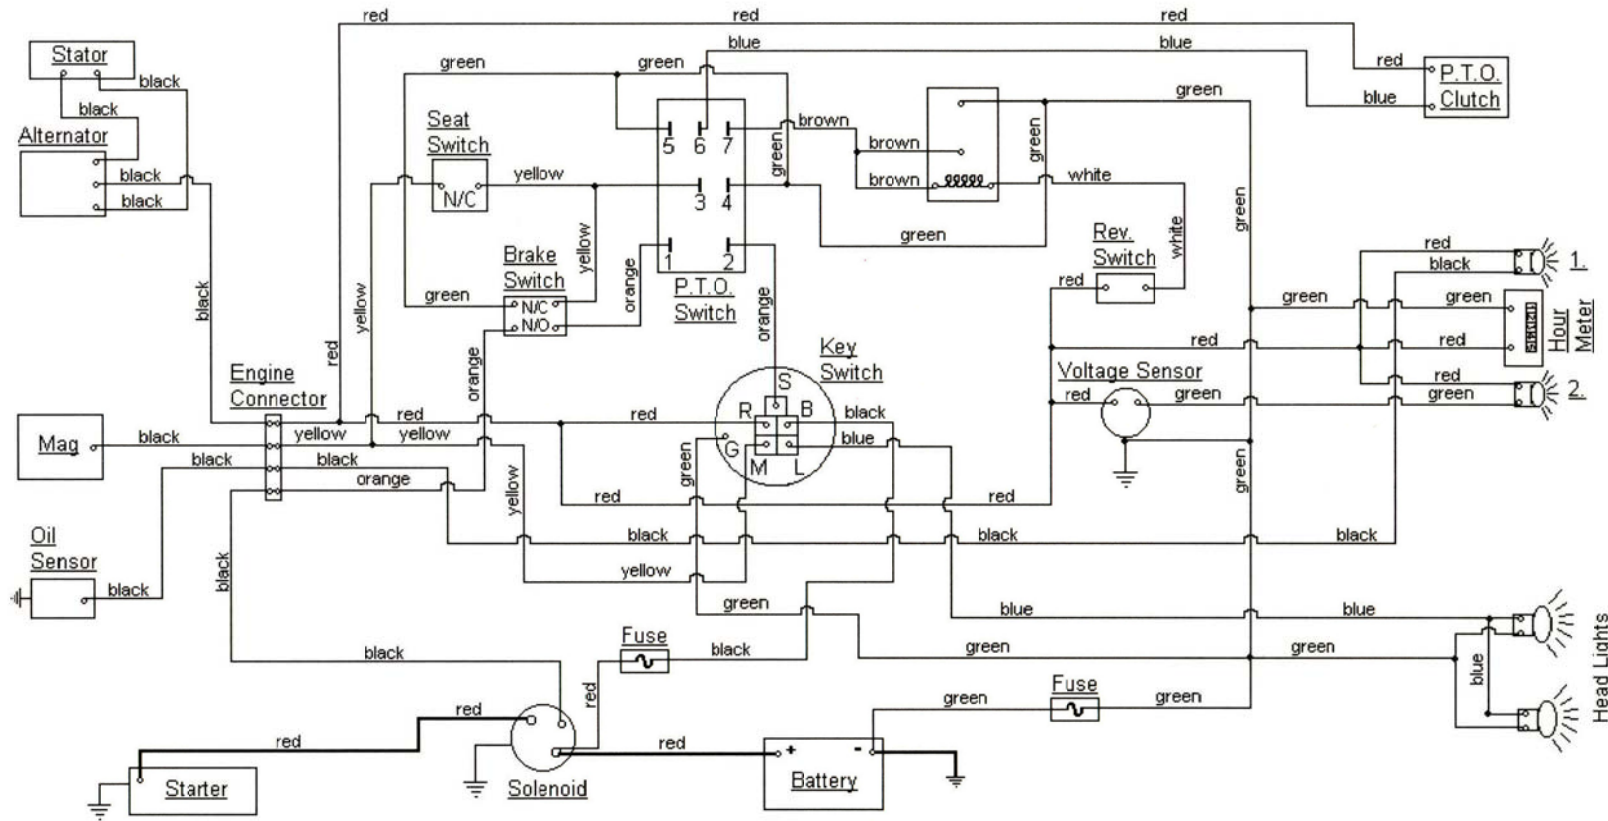 red red red
blue blue
Stator
black
green green
red
P.T.O.
Clutch
blue
black
Alternator
Seat
Switch
5 6 7
brown
green
green
green
brown
black
yellow
N/C
3 4
brown
white
black
green
green
Rev.
Switch
white
red
black
1.
Brake
Switch
yellow
orange
1 2
P.T.O.
Switch
green
N/C
N/O
orange
red
green green
Hour
Meter
black
yellow
red
orange
Key
Switch
red red
Voltage Sensor
Engine
Connector
S
R B
G
M L
red
green
red
green
2.
red
red
black
blue
Mag
black
yellow yellow
black
black
orange
green
yellow
red
red
green
Oil
Sensor
black
black
black
black
black
yellow
green
blue blue
Fuse
black
black
green green
blue
Head Lights
red
Fuse
green
green
red
red
red
Starter
Solenoid
+ -
Battery